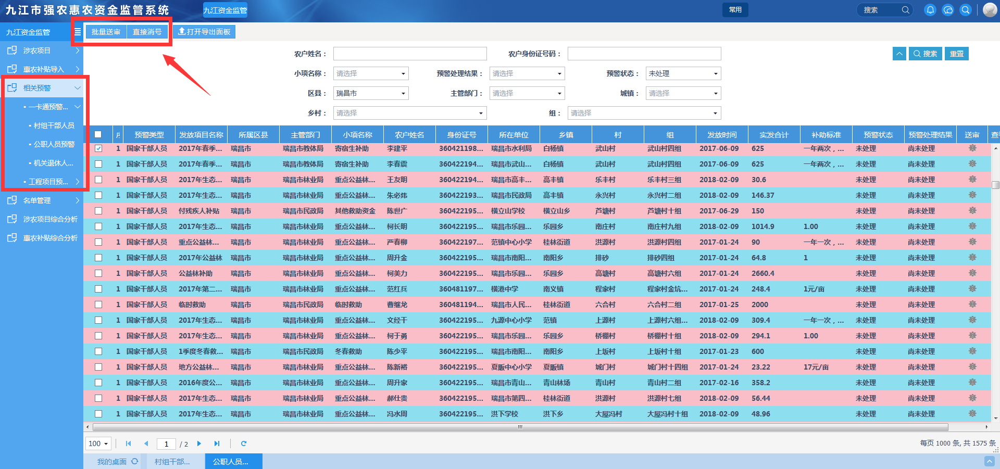 九江市强农惠农资金监管系统
九江资金监管
常用
搜索
九江资金监管
批量送审 直接消号 打开导出面板
涉农项目
惠农补贴导入
相关预警
一卡通预警...
村组干部人员
公职人员预警
机关退休人...
工程项目预...
名单管理
涉农项目综合分析
惠农补贴综合分析
农户姓名： 农户身份证号码： 搜索 重置
小项名称： 请选择 预警处理结果： 请选择 预警状态： 未处理
区县： 瑞昌市 主管部门： 请选择 城镇： 请选择
乡村： 请选择 组： 请选择
预警类型 发放项目名称 所属区县 主管部门 小项名称 农户姓名 身份证号 所在单位 乡镇 村 组 发放时间 实发合计 补助标准 预警状态 预警处理结果 送审
1 国家干部人员 2017年春季... 瑞昌市 瑞昌市教体局 寄宿生补助 李建平 360421198... 瑞昌市水利局 白杨镇 武山村 武山村四组 2017-06-09 625 一年两次，... 未处理 尚未处理
1 国家干部人员 2017年春季... 瑞昌市 瑞昌市教体局 寄宿生补助 李春震 360422194... 瑞昌市武山... 白杨镇 武山村 武山村四组 2017-06-09 625 一年两次，... 未处理 尚未处理
1 国家干部人员 2017年生态... 瑞昌市 瑞昌市林业局 重点公益林... 王友明 360422194... 瑞昌市高丰... 高丰镇 乐丰村 乐丰村三组 2018-02-09 30.6 未处理 尚未处理
1 国家干部人员 2017年生态... 瑞昌市 瑞昌市林业局 重点公益林... 朱必炜 360422193... 瑞昌市民政局 高丰镇 永兴村 永兴村二组 2018-02-09 146.37 未处理 尚未处理
1 国家干部人员 付残疾人补贴 瑞昌市 瑞昌市民政局 其他救助资金 陈世广 360422195... 横立山学校 横立山乡 芦塘村 芦塘村十组 2017-06-29 150 未处理 尚未处理
1 国家干部人员 2017年生态... 瑞昌市 瑞昌市林业局 重点公益林... 柯长明 360422195... 瑞昌市乐园... 乐园乡 南庄村 南庄村九组 2018-02-09 1014.9 1.00 未处理 尚未处理
1 国家干部人员 重点公益林... 瑞昌市 瑞昌市林业局 重点公益林... 严春柳 360422197... 范镇中心小学 桂林街道 洪源村 洪源村四组 2017-01-24 90 一年一次，... 未处理 尚未处理
1 国家干部人员 2017年公益林 瑞昌市 瑞昌市林业局 重点公益林... 周升金 360422195... 瑞昌市南阳... 南阳乡 排砂 排砂四组 2017-01-24 64.8 1 未处理 尚未处理
1 国家干部人员 公益林补助 瑞昌市 瑞昌市林业局 重点公益林... 柯美力 360422195... 瑞昌市乐园... 乐园乡 高塘村 高塘村六组 2017-01-24 2660.4 未处理 尚未处理
1 国家干部人员 2017年第二... 瑞昌市 瑞昌市林业局 重点公益林... 范红兵 360481197... 横港中学 南义镇 程家村 程家村金坑... 2017-01-24 248.4 1元/亩 未处理 尚未处理
1 国家干部人员 临时救助 瑞昌市 瑞昌市民政局 临时救助 曹继龙 360481194... 瑞昌市人民... 桂林街道 六合村 六合村二组 2017-01-25 2000 未处理 尚未处理
1 国家干部人员 2017年生态... 瑞昌市 瑞昌市林业局 重点公益林... 文经干 360422195... 九源中心小学 范镇 上源村 上源村六组... 2018-02-09 309.4 一年一次，... 未处理 尚未处理
1 国家干部人员 2017年生态... 瑞昌市 瑞昌市林业局 重点公益林... 柯于勇 360422195... 瑞昌市乐园... 乐园乡 桥棚村 桥棚村十组 2018-02-09 294.1 1.00 未处理 尚未处理
1 国家干部人员 1季度冬春救... 瑞昌市 瑞昌市民政局 冬春救助 陈少平 360422195... 瑞昌市南阳... 南阳乡 上坂村 上坂村十组 2017-01-23 600 未处理 尚未处理
1 国家干部人员 地方公益林... 瑞昌市 瑞昌市林业局 重点公益林... 陈新裕 360422195... 夏畈中心小学 夏畈镇 城门村 城门村十四组 2017-01-24 23.22 17元/亩 未处理 尚未处理
1 国家干部人员 2016年度公... 瑞昌市 瑞昌市林业局 重点公益林... 周升家 360422195... 瑞昌市青山... 青山林场 青山村 青山村二组 2017-02-16 358.2 未处理 尚未处理
1 国家干部人员 2017年生态... 瑞昌市 瑞昌市林业局 重点公益林... 郝仕贵 360422195... 瑞昌市第四... 桂林街道 洪源村 洪源村七组 2018-02-09 56.44 未处理 尚未处理
1 国家干部人员 2017年生态... 瑞昌市 瑞昌市林业局 重点公益林... 冯水周 360422195... 洪下学校 洪下乡 大屋冯村 大屋冯村十组 2018-02-09 48.96 未处理 尚未处理
100 1 / 2 每页 1000 条, 共 1575 条
我的桌面 村组干部... 公职人员...